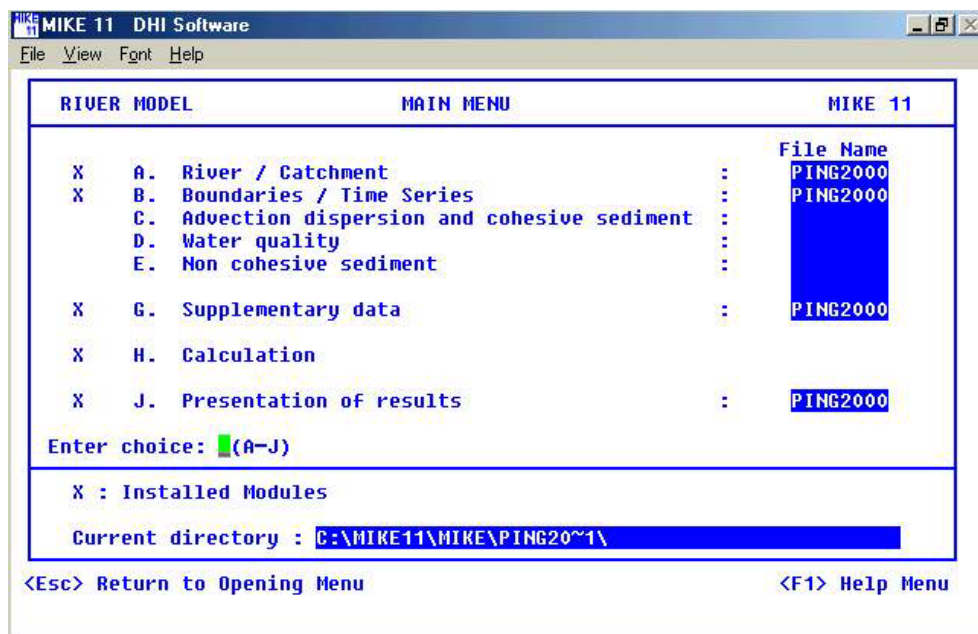 MIKE 11 MIKE 11 DHI Software
File View Font Help
RIVER MODEL MAIN MENU MIKE 11
File Name
X A. River / Catchment : PING2000
X B. Boundaries / Time Series : PING2000
C. Advection dispersion and cohesive sediment :
D. Water quality :
E. Non cohesive sediment :
X G. Supplementary data : PING2000
X H. Calculation
X J. Presentation of results : PING2000
Enter choice: (A-J)
X : Installed Modules
Current directory : C:\MIKE11\MIKE\PING20~1\
<Esc> Return to Opening Menu <F1> Help Menu